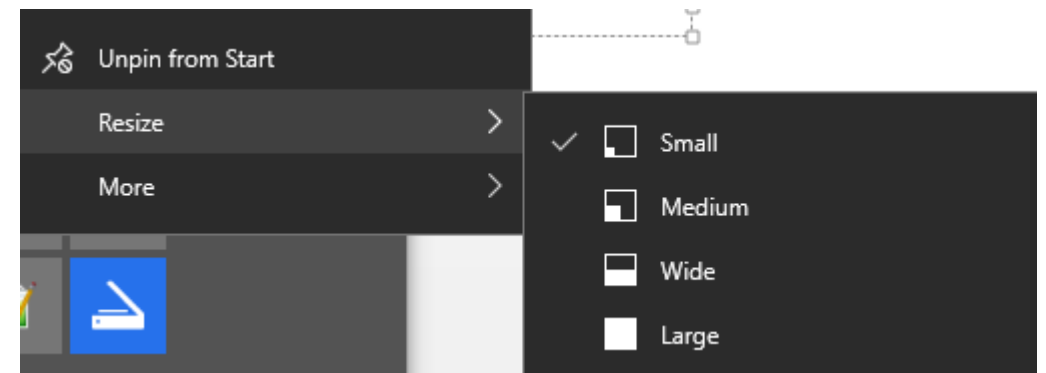 Unpin from Start
Resize
More
Small
Medium
Wide
Large